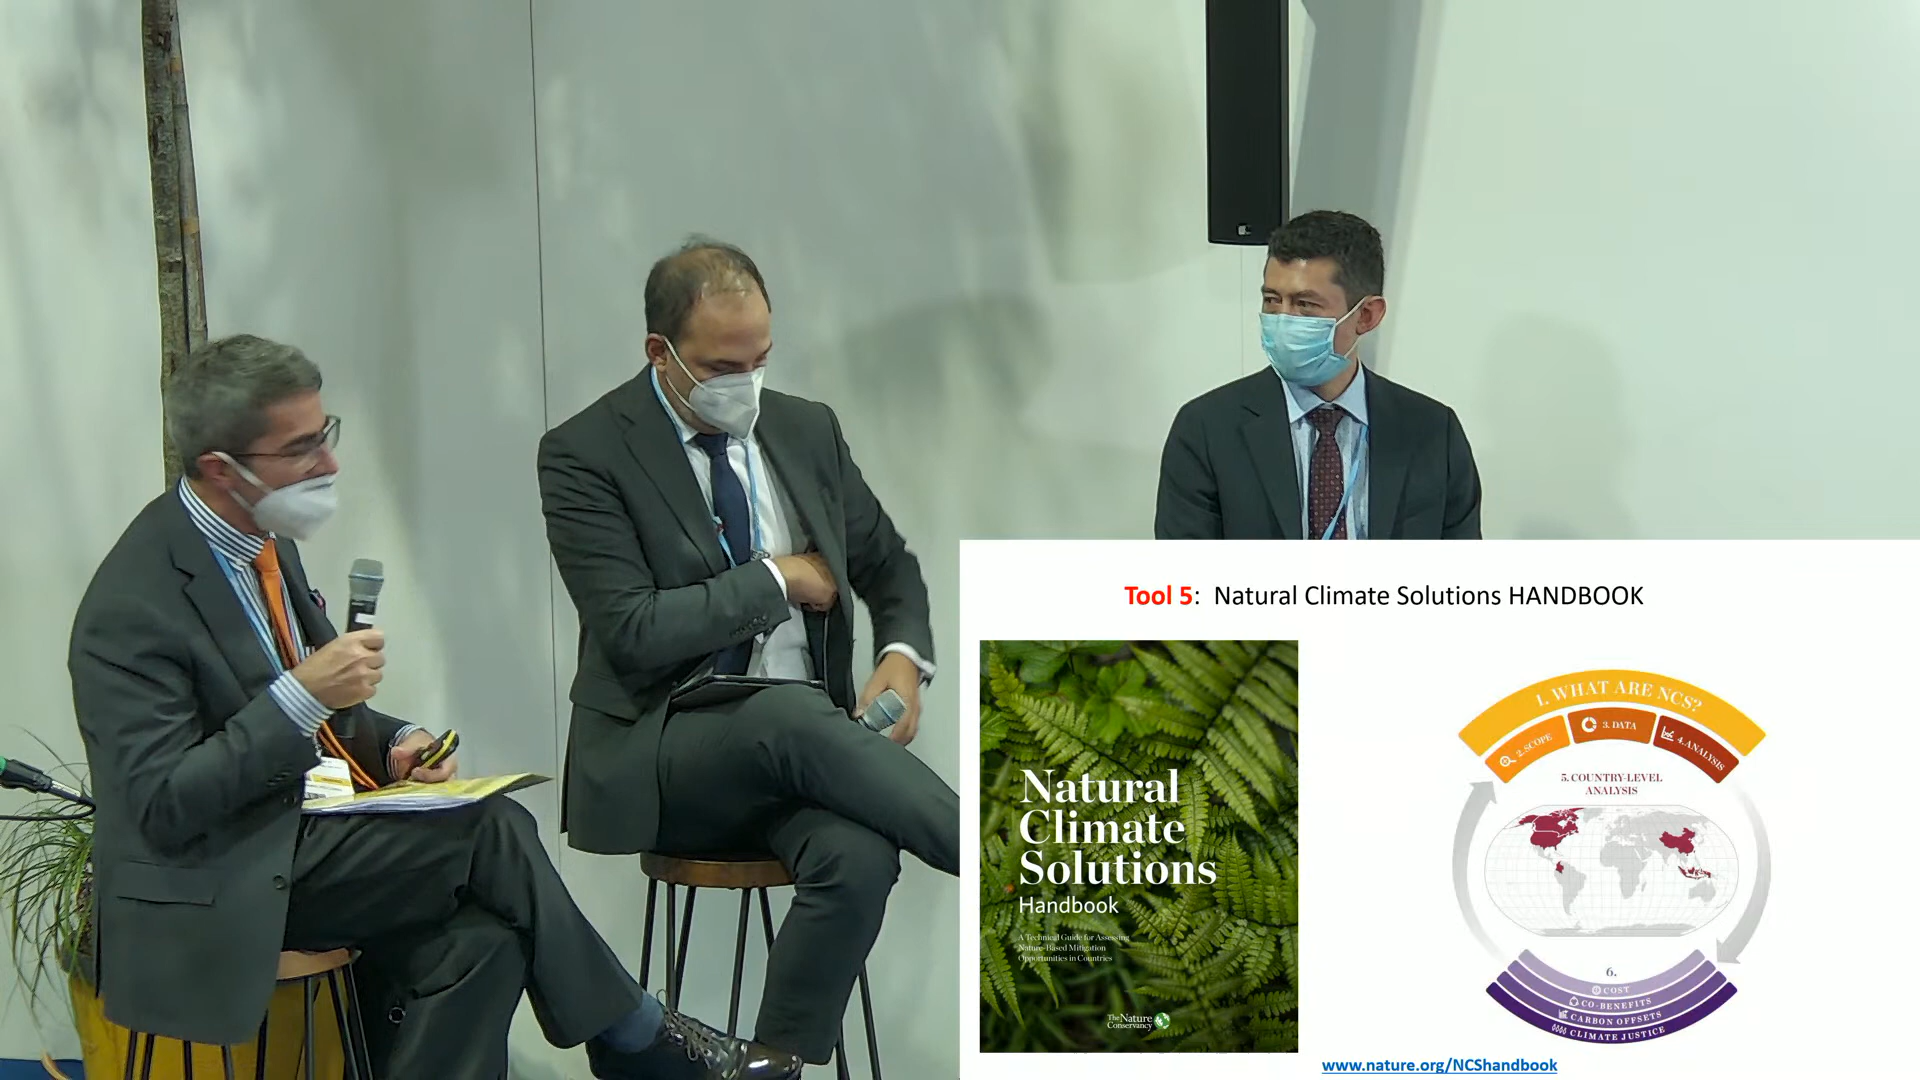 Tool 5: Natural Climate Solutions HANDBOOK
Natural
Climate
Solutions
Handbook
A Technical Guide for Assessing
Nature-Based Mitigation
Opportunities in Countries
The Nature
Conservancy
1. WHAT ARE NCS?
2. SCOPE
3. DATA
4. ANALYSIS
5. COUNTRY-LEVEL
ANALYSIS
6.
COST
CO-BENEFITS
CARBON OFFSETS
CLIMATE JUSTICE
www.nature.org/NCShandbook